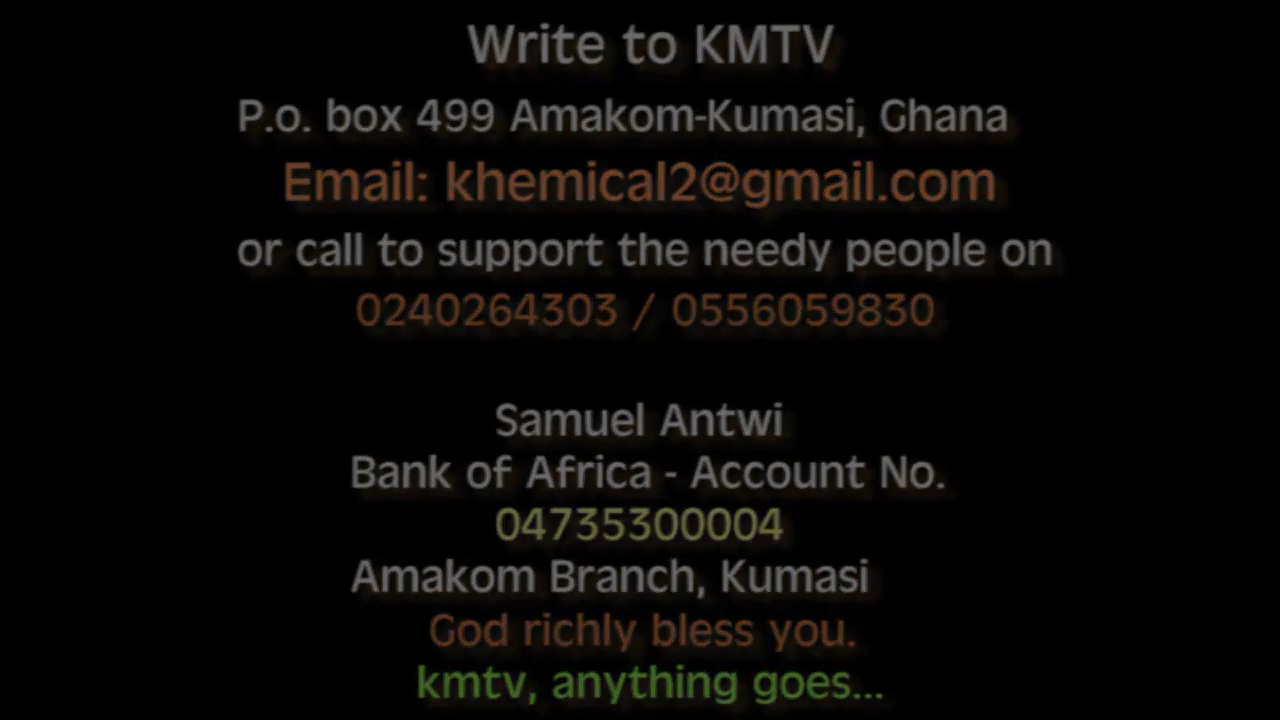 Write to KMTV
P.o. box 499 Amakom-Kumasi, Ghana
Email: khemical2@gmail.com
or call to support the needy people on
0240264303 / 0556059830
Samuel Antwi
Bank of Africa - Account No.
04735300004
Amakom Branch, Kumasi
God richly bless you.
kmtv, anything goes...